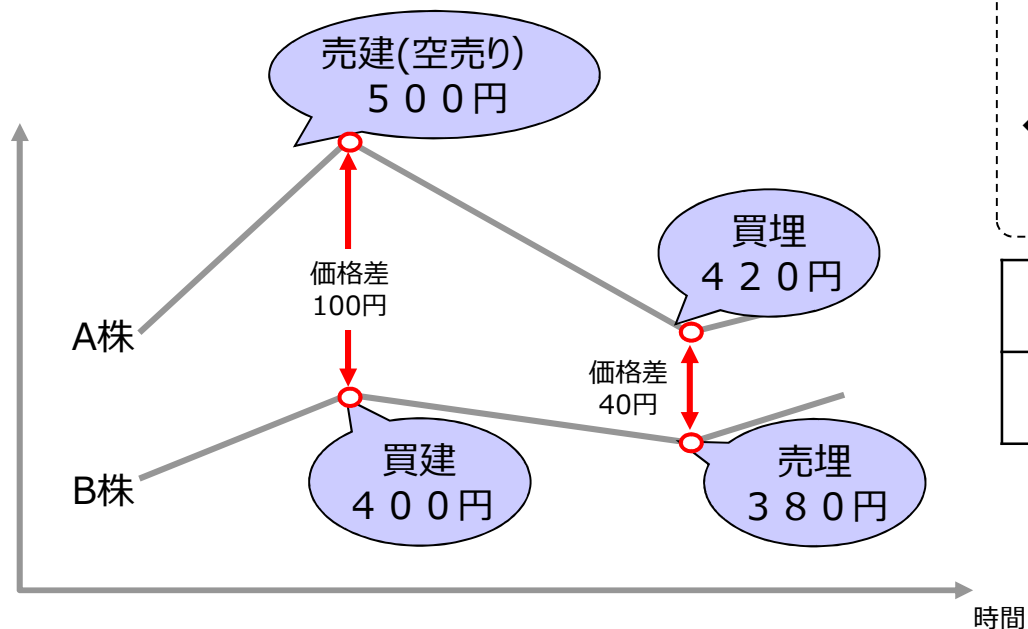 売建(空売り)
５００円
買埋
４２０円
価格差
100円
A株
価格差
40円
買建
４００円
売埋
３８０円
B株
時間